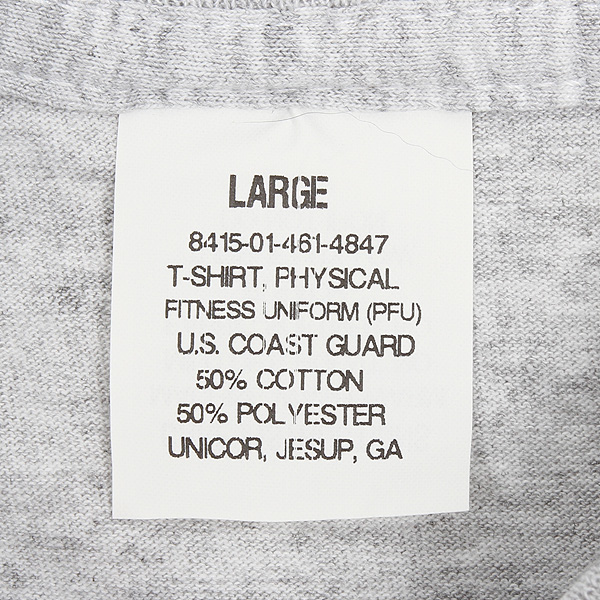 LARGE
8415-01-461-4847
T-SHIRT, PHYSICAL
FITNESS UNIFORM (PFU)
U.S. COAST GUARD
50% COTTON
50% POLYESTER
UNICOR, JESUP, GA